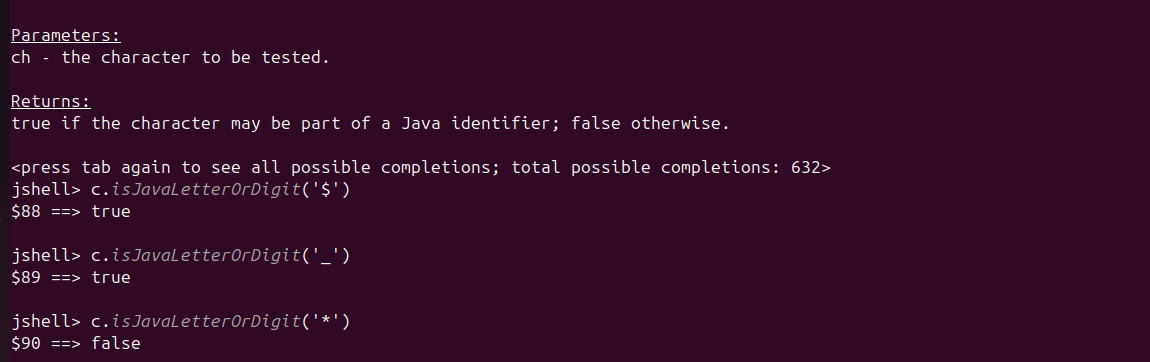 Parameters:
ch - the character to be tested.
Returns:
true if the character may be part of a Java identifier; false otherwise.
<press tab again to see all possible completions; total possible completions: 632>
jshell> c.isJavaLetterOrDigit('$')
$88 ==> true
jshell> c.isJavaLetterOrDigit('_')
$89 ==> true
jshell> c.isJavaLetterOrDigit('*')
$90 ==> false